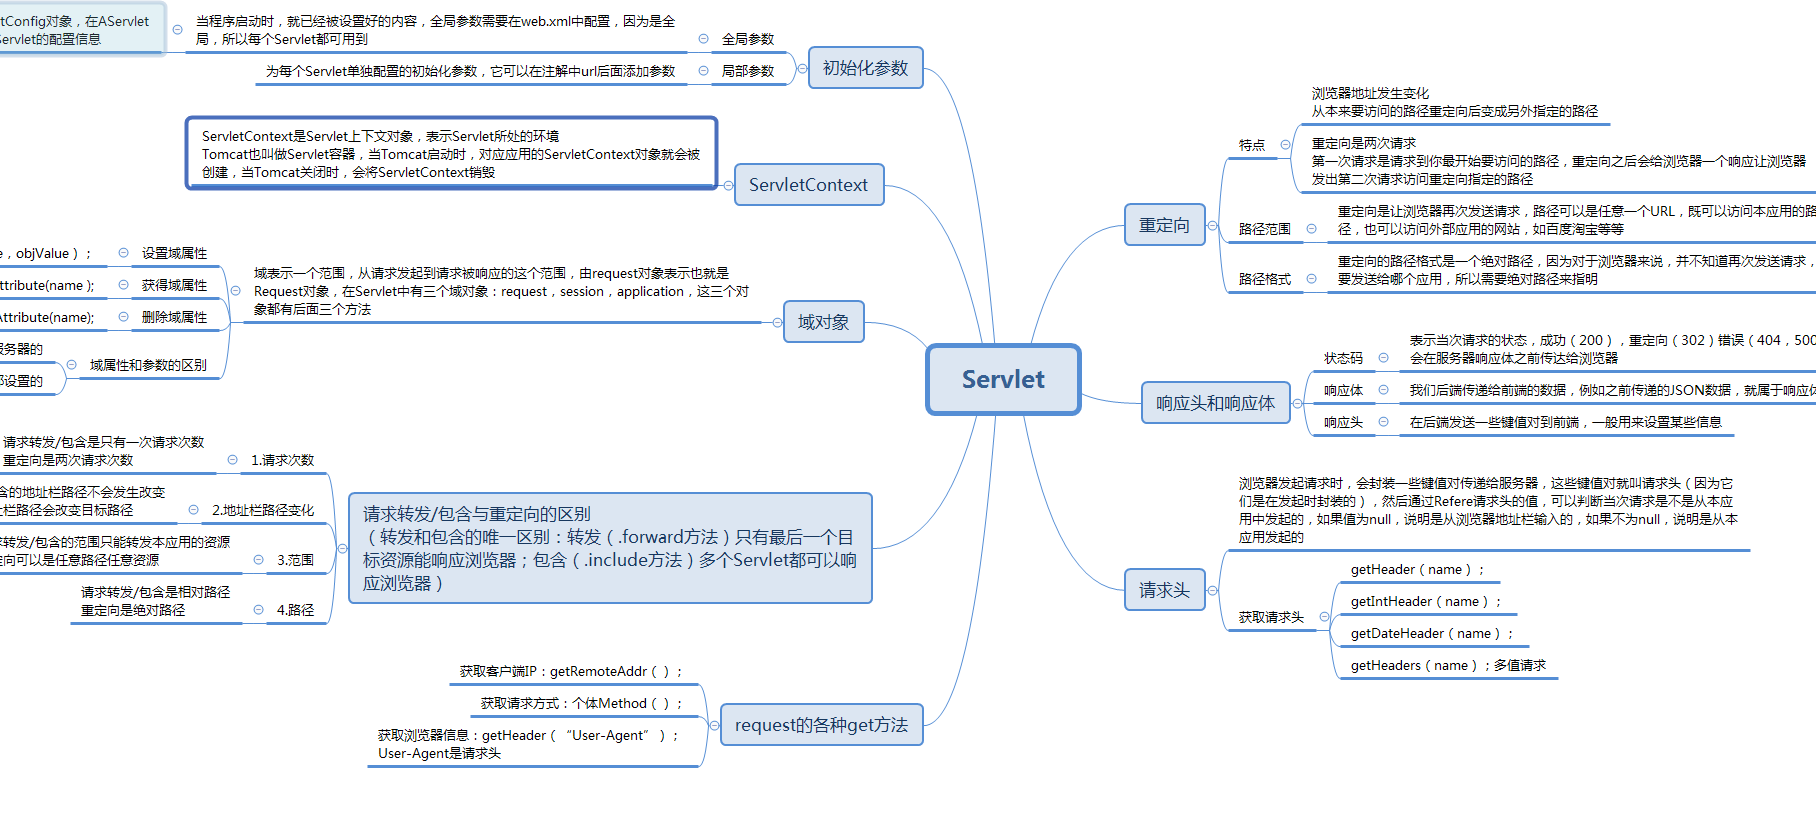 Servlet
初始化参数
全局参数
当程序启动时，就已经被设置好的内容，全局参数需要在web.xml中配置，因为是全
局，所以每个Servlet都可用到
tConfig对象，在AServlet
Servlet的配置信息
局部参数
为每个Servlet单独配置的初始化参数，它可以在注解中url后面添加参数
ServletContext
ServletContext是Servlet上下文对象，表示Servlet所处的环境
Tomcat也叫做Servlet容器，当Tomcat启动时，对应应用的ServletContext对象就会被
创建，当Tomcat关闭时，会将ServletContext销毁
域对象
域表示一个范围，从请求发起到请求被响应的这个范围，由request对象表示也就是
Request对象，在Servlet中有三个域对象：request，session，application，这三个对
象都有后面三个方法
设置域属性
e，objValue）；
获得域属性
ttribute(name );
删除域属性
Attribute(name);
域属性和参数的区别
服务器的
部设置的
请求转发/包含与重定向的区别
（转发和包含的唯一区别：转发（.forward方法）只有最后一个目
标资源能响应浏览器；包含（.include方法）多个Servlet都可以响
应浏览器）
1.请求次数
请求转发/包含是只有一次请求次数
重定向是两次请求次数
2.地址栏路径变化
含的地址栏路径不会发生改变
址栏路径会改变目标路径
3.范围
求转发/包含的范围只能转发本应用的资源
定向可以是任意路径任意资源
4.路径
请求转发/包含是相对路径
重定向是绝对路径
request的各种get方法
获取客户端IP：getRemoteAddr（）；
获取请求方式：个体Method（）；
获取浏览器信息：getHeader（“User-Agent”）；
User-Agent是请求头
重定向
特点
浏览器地址发生变化
从本来要访问的路径重定向后变成另外指定的路径
重定向是两次请求
第一次请求是请求到你最开始要访问的路径，重定向之后会给浏览器一个响应让浏览器
发出第二次请求访问重定向指定的路径
路径范围
重定向是让浏览器再次发送请求，路径可以是任意一个URL，既可以访问本应用的路
径，也可以访问外部应用的网站，如百度淘宝等等
路径格式
重定向的路径格式是一个绝对路径，因为对于浏览器来说，并不知道再次发送请求，
要发送给哪个应用，所以需要绝对路径来指明
响应头和响应体
状态码
表示当次请求的状态，成功（200），重定向（302）错误（404，500
会在服务器响应体之前传达给浏览器
响应体
我们后端传递给前端的数据，例如之前传递的JSON数据，就属于响应体
响应头
在后端发送一些键值对到前端，一般用来设置某些信息
请求头
浏览器发起请求时，会封装一些键值对传递给服务器，这些键值对就叫请求头（因为它
们是在发起时封装的），然后通过Refere请求头的值，可以判断当次请求是不是从本应
用中发起的，如果值为null，说明是从浏览器地址栏输入的，如果不为null，说明是从本
应用发起的
获取请求头
getHeader（name）；
getIntHeader（name）；
getDateHeader（name）；
getHeaders（name）；多值请求